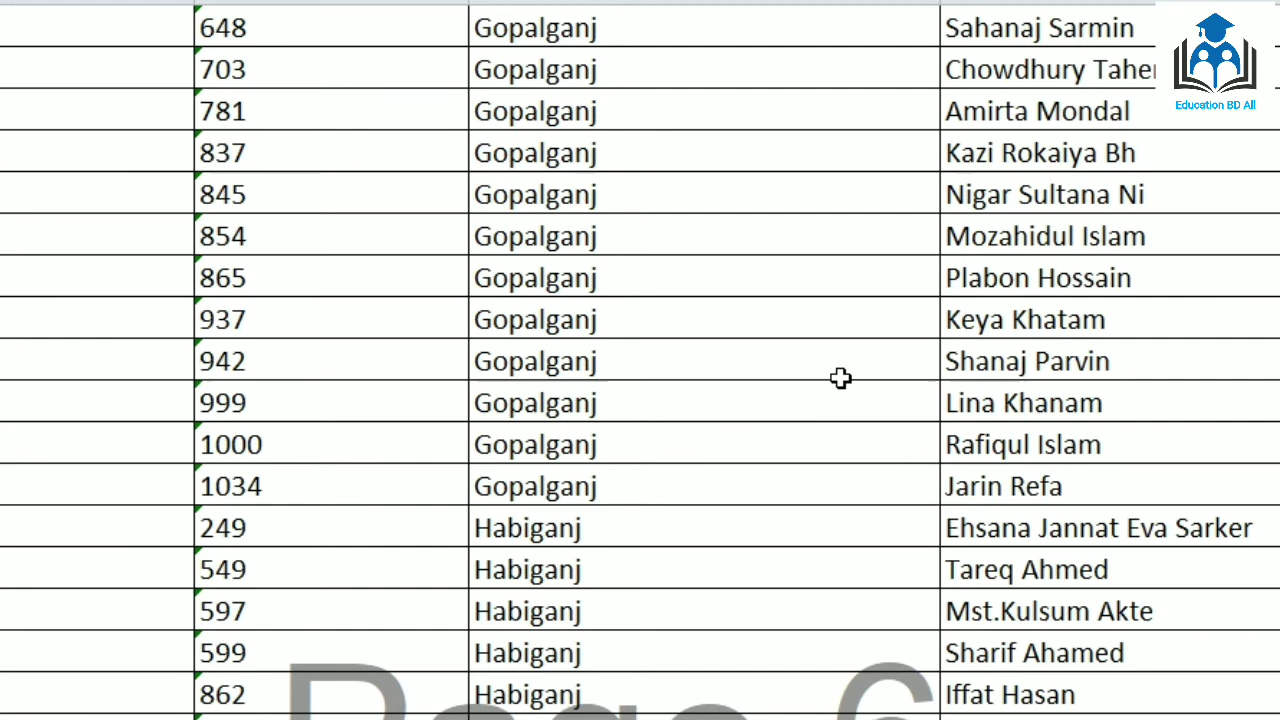 648 Gopalganj Sahanaj Sarmin
703 Gopalganj Chowdhury Taher
781 Gopalganj Amirta Mondal
837 Gopalganj Kazi Rokaiya Bh
845 Gopalganj Nigar Sultana Ni
854 Gopalganj Mozahidul Islam
865 Gopalganj Plabon Hossain
937 Gopalganj Keya Khatam
942 Gopalganj Shanaj Parvin
999 Gopalganj Lina Khanam
1000 Gopalganj Rafiqul Islam
1034 Gopalganj Jarin Refa
249 Habiganj Ehsana Jannat Eva Sarker
549 Habiganj Tareq Ahmed
597 Habiganj Mst.Kulsum Akte
599 Habiganj Sharif Ahamed
862 Habiganj Iffat Hasan
Page 6
Education BD All